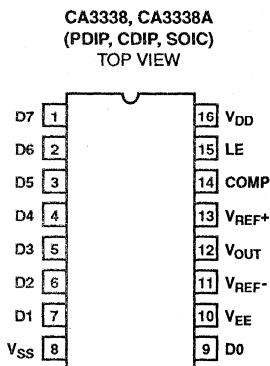 CA3338, CA3338A
(PDIP, CDIP, SOIC)
TOP VIEW
D7 1 16 VDD
D6 2 15 LE
D5 3 14 COMP
D4 4 13 VREF+
D3 5 12 VOUT
D2 6 11 VREF-
D1 7 10 VEE
VSS 8 9 D0